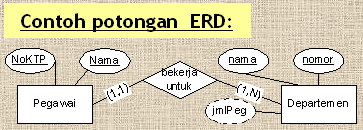 Contoh potongan ERD:
NoKTP
Nama
bekerja
untuk
nama
nomor
Pegawai
(1,1)
(1,N)
Departemen
jmlPeg